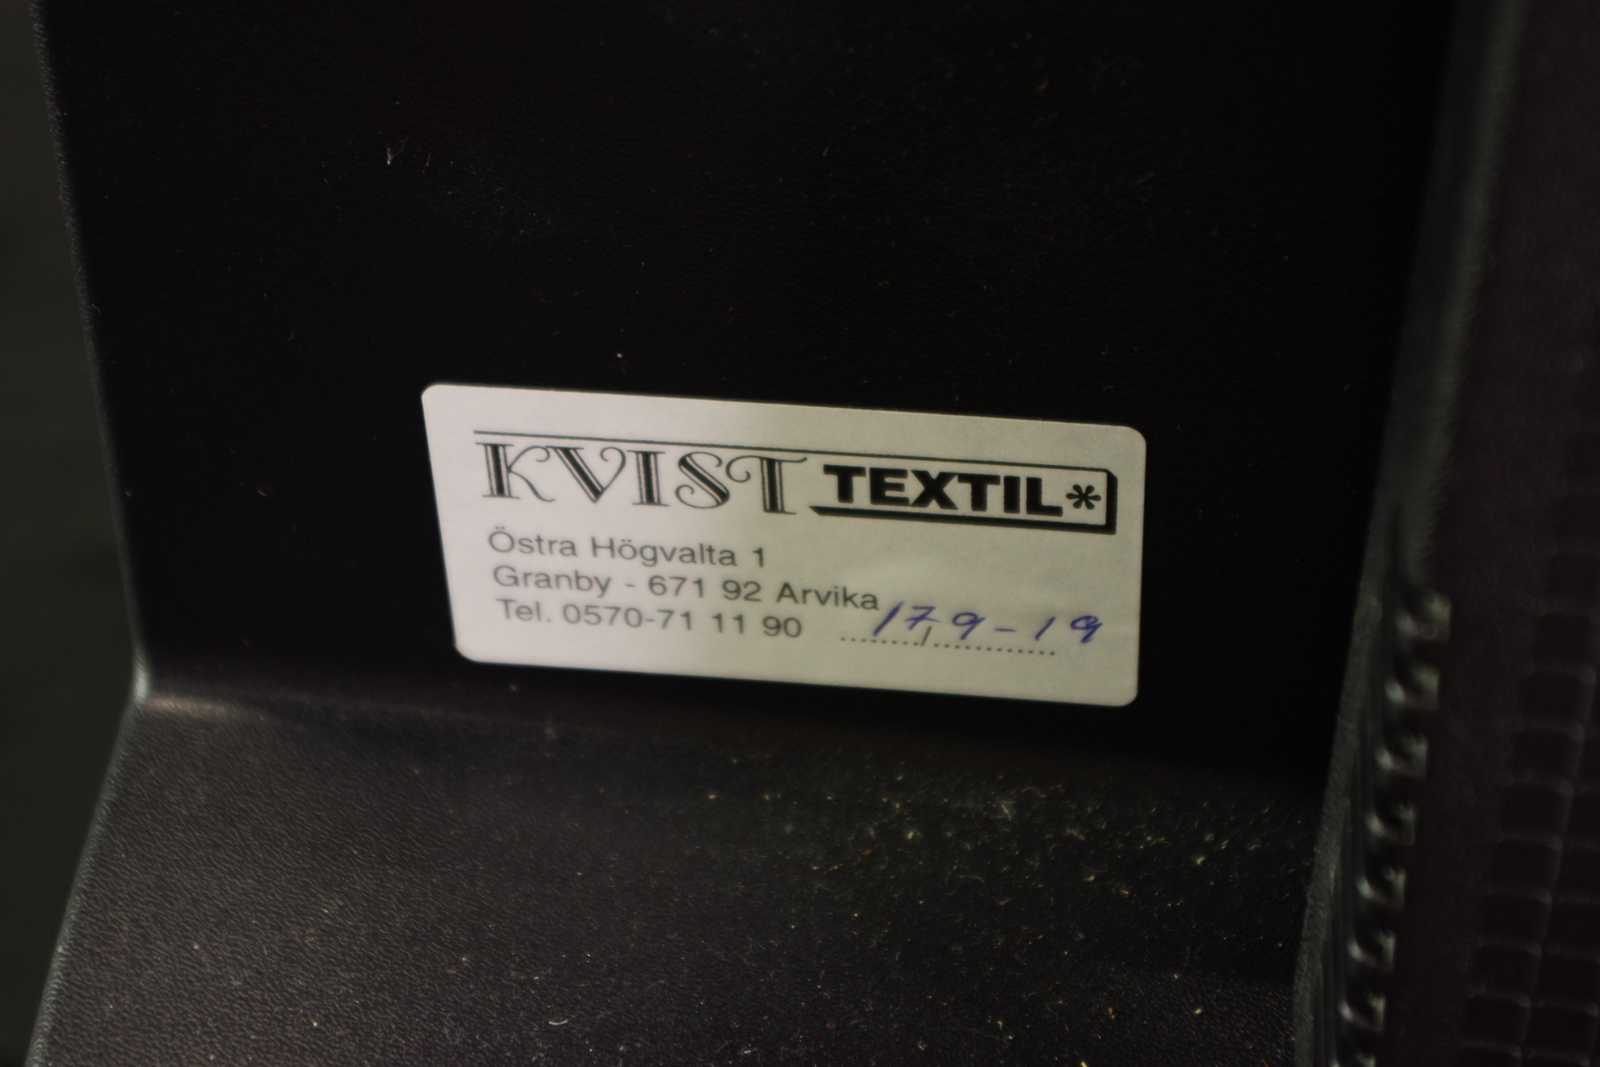 KVIST TEXTIL*
Östra Högvalta 1
Granby - 671 92 Arvika
Tel. 0570-71 11 90 17/9-19